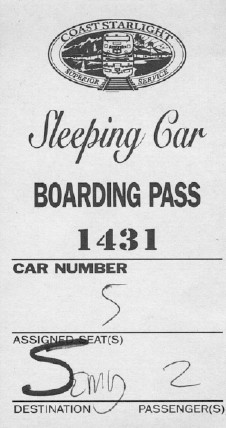 COAST STARLIGHT
SUPERIOR SERVICE
Sleeping Car
BOARDING PASS
1431
CAR NUMBER
5
ASSIGNED SEAT(S)
2
DESTINATION PASSENGER(S)